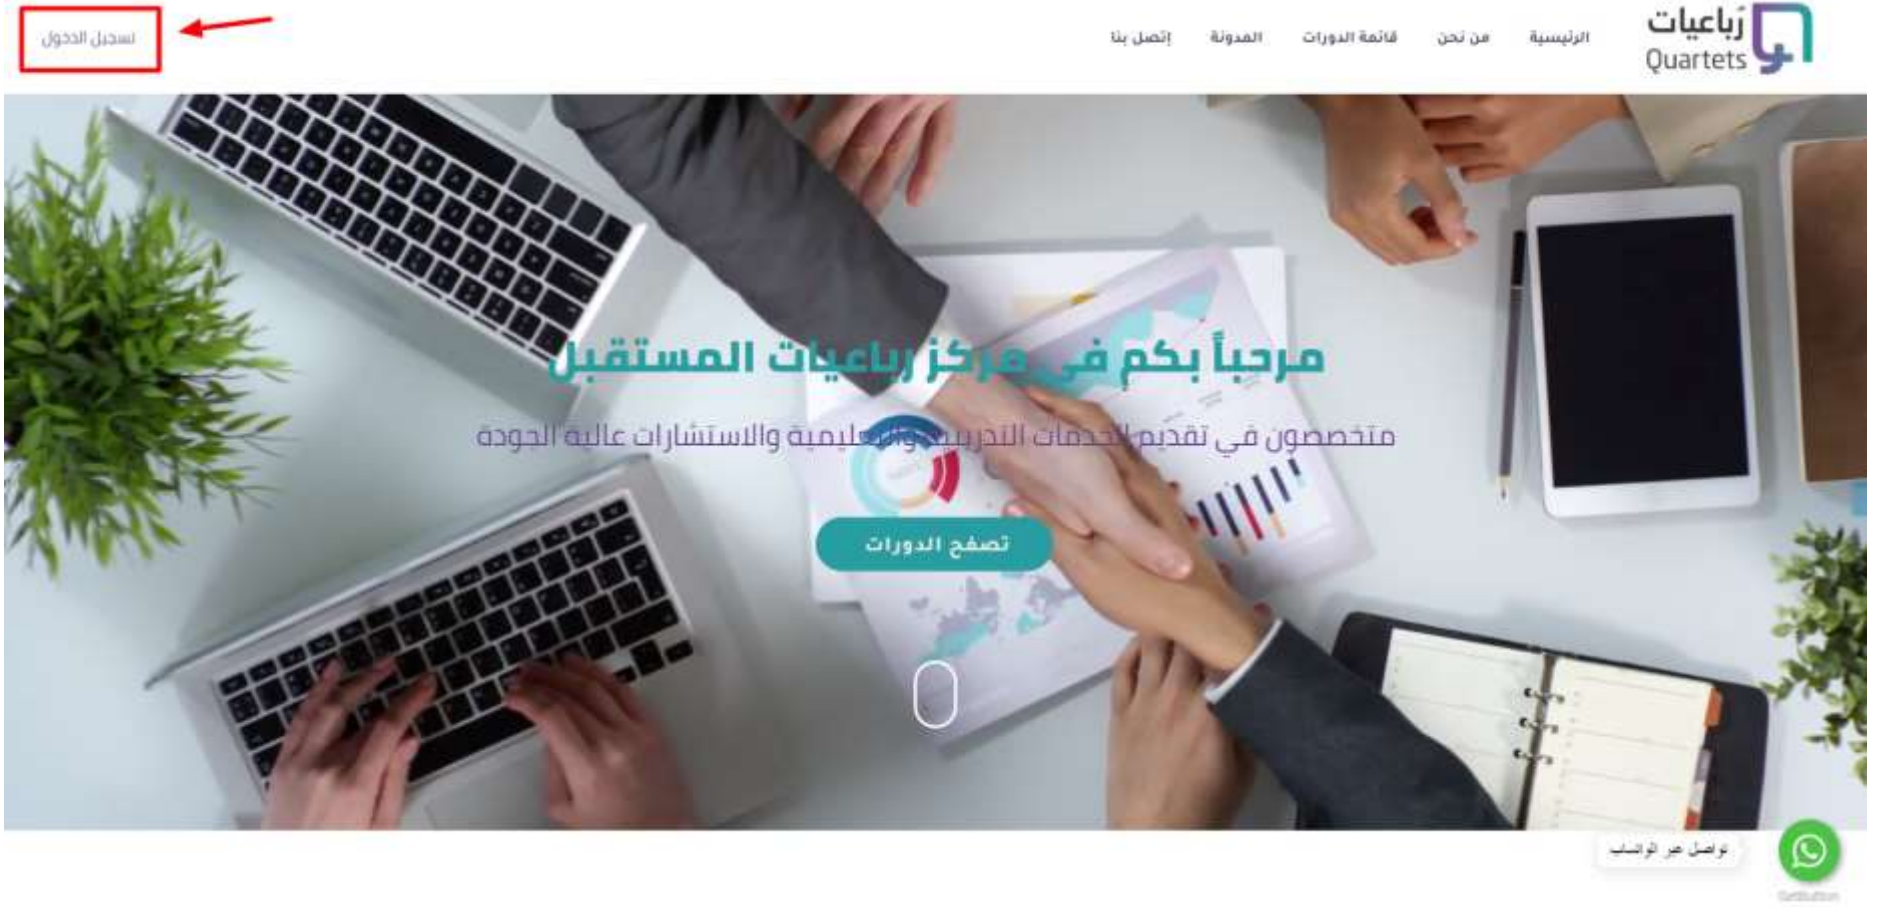 رُباعيات
Quartets
الرئيسية
من نحن
قائمة الدورات
المدونة
إتصل بنا
تسجيل الدخول
مرحباً بكم في مركز رباعيات المستقبل
متخصصون في تقديم الخدمات التدريبية والتعليمية والاستشارات عالية الجودة
تصفح الدورات
تواصل عبر الواتساب